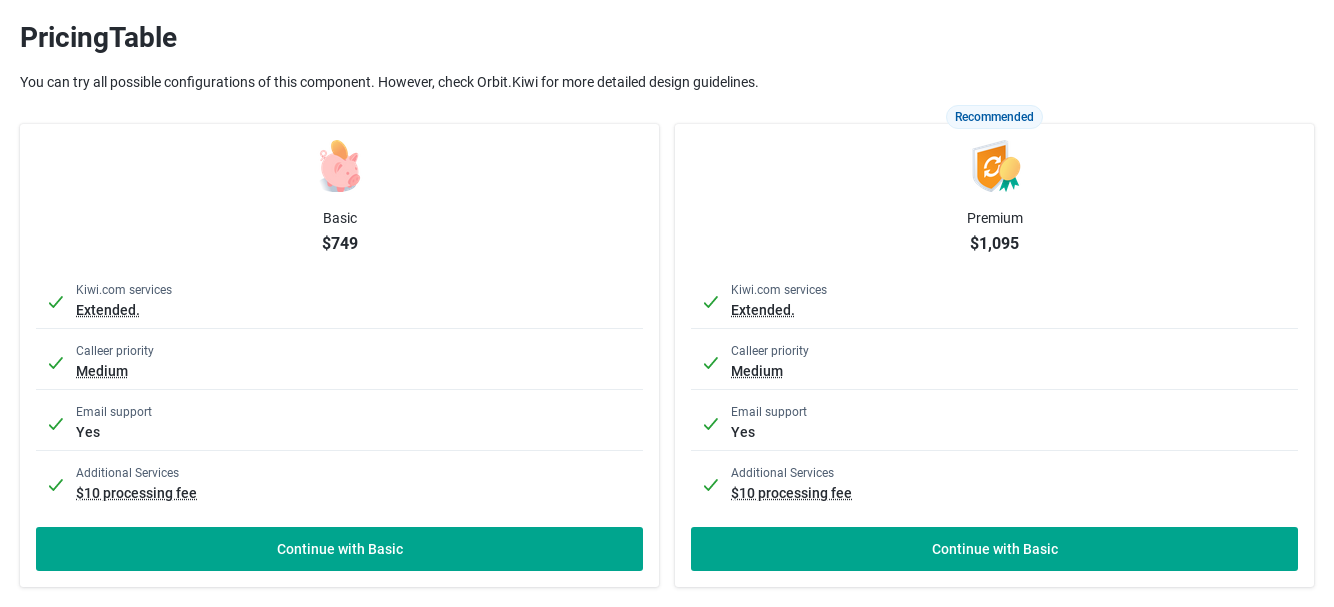 PricingTable
You can try all possible configurations of this component. However, check Orbit.Kiwi for more detailed design guidelines.
Basic
$749
Kiwi.com services
Extended.
Calleer priority
Medium
Email support
Yes
Additional Services
$10 processing fee
Continue with Basic
Recommended
Premium
$1,095
Kiwi.com services
Extended.
Calleer priority
Medium
Email support
Yes
Additional Services
$10 processing fee
Continue with Basic